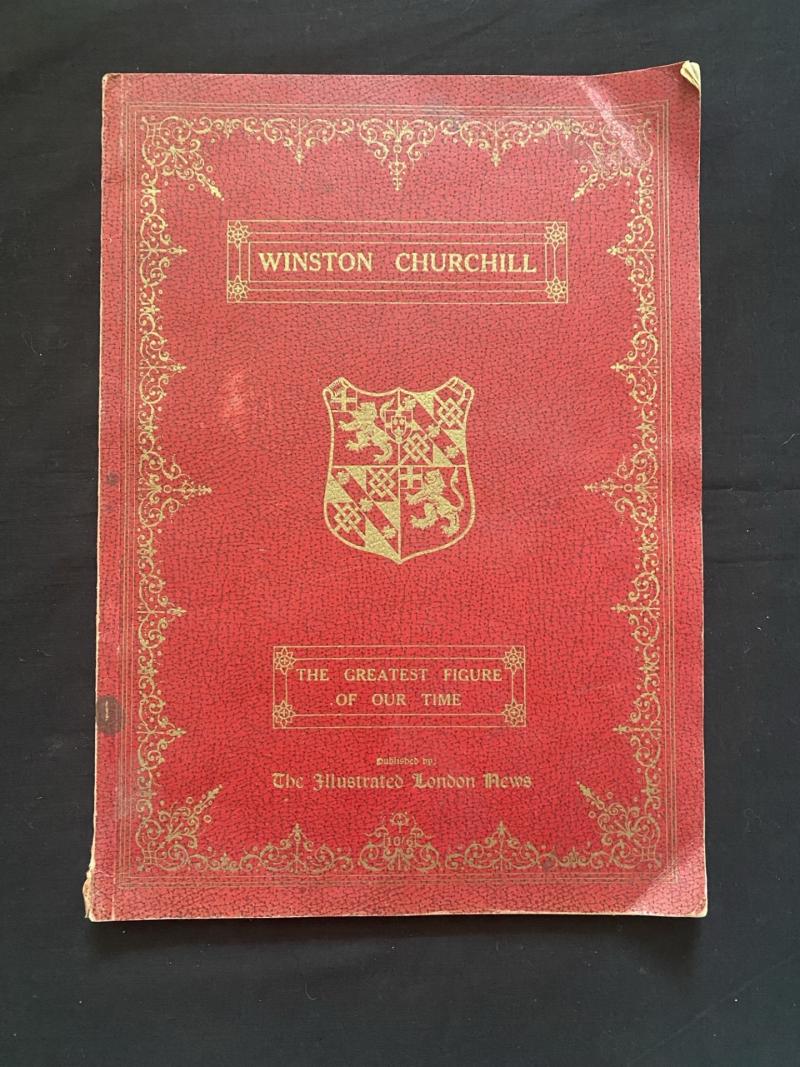 WINSTON CHURCHILL
THE GREATEST FIGURE
OF OUR TIME
Published by
The Illustrated London News
10/6